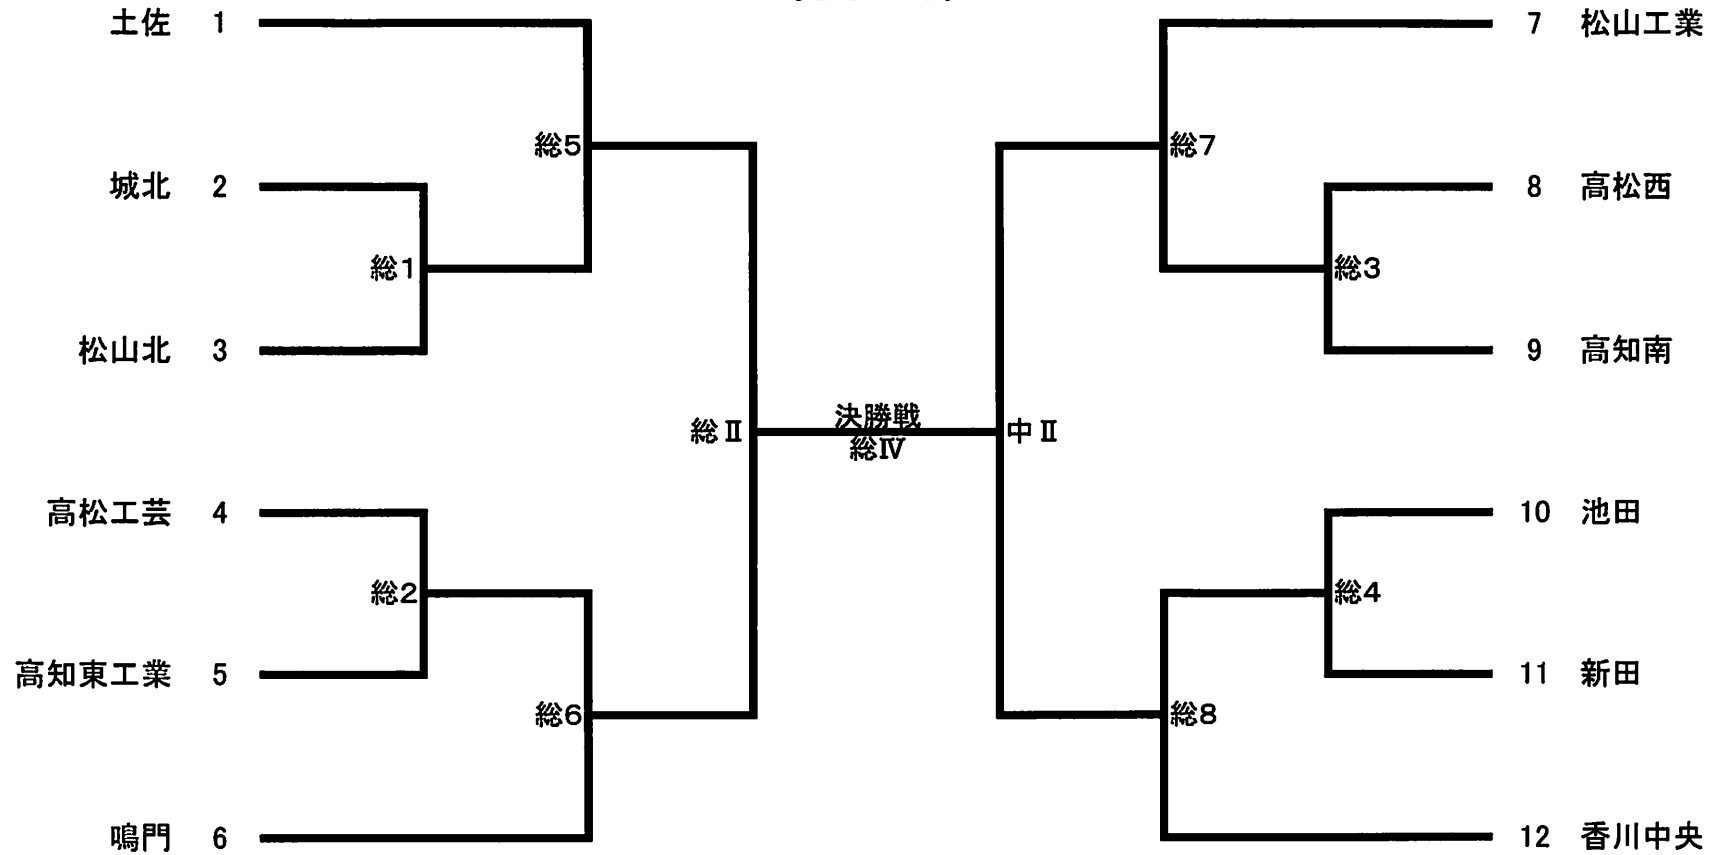 土佐 1
7 松山工業
総5
総7
城北 2
8 高松西
総1
総3
松山北 3
9 高知南
総Ⅱ
決勝戦
総Ⅳ
中Ⅱ
高松工芸 4
10 池田
総2
総4
高知東工業 5
11 新田
総6
総8
鳴門 6
12 香川中央